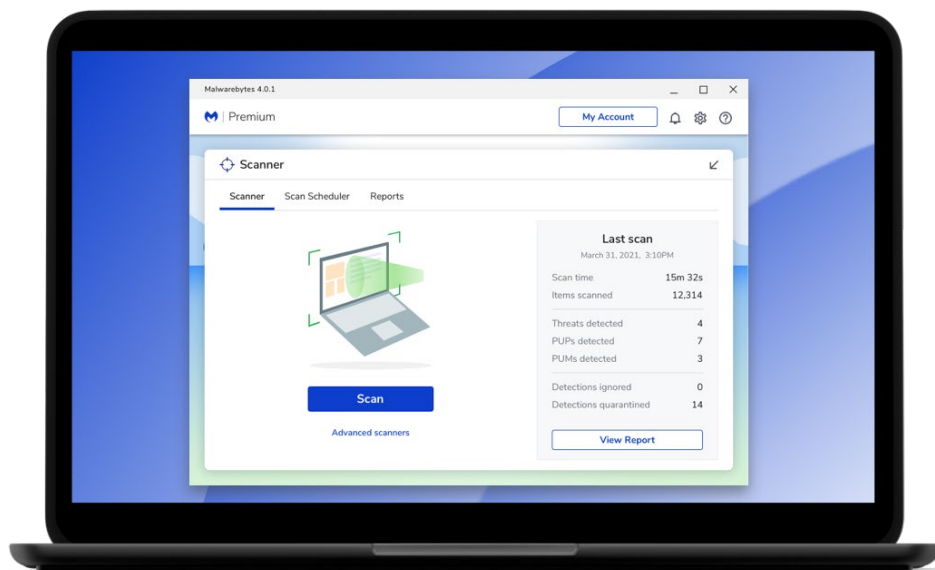 Malwarebytes 4.0.1
Premium
My Account
Scanner
Scanner Scan Scheduler Reports
Last scan
March 31, 2021, 3:10PM
Scan time 15m 32s
Items scanned 12,314
Threats detected 4
PUPs detected 7
PUMs detected 3
Detections ignored 0
Detections quarantined 14
Scan
Advanced scanners
View Report